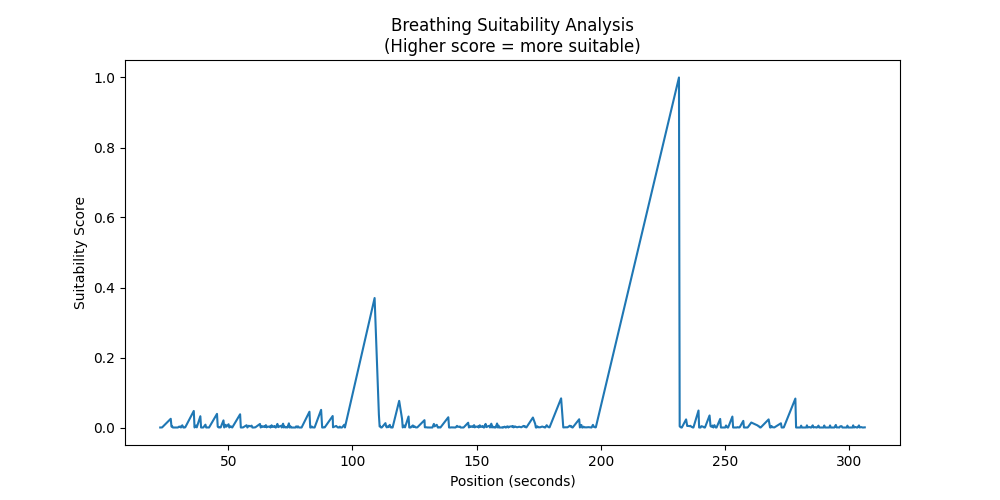 Breathing Suitability Analysis
(Higher score = more suitable)
Suitability Score
1.0
0.8
0.6
0.4
0.2
0.0
50 100 150 200 250 300
Position (seconds)